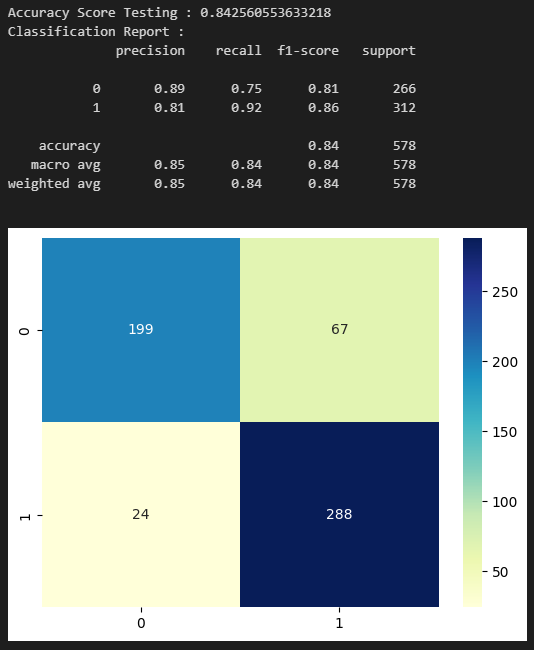 Accuracy Score Testing : 0.842560553633218
Classification Report :
precision recall f1-score support
0 0.89 0.75 0.81 266
1 0.81 0.92 0.86 312
accuracy 0.84 578
macro avg 0.85 0.84 0.84 578
weighted avg 0.85 0.84 0.84 578
250
0 199 67
200
150
100
1 24 288
50
0 1